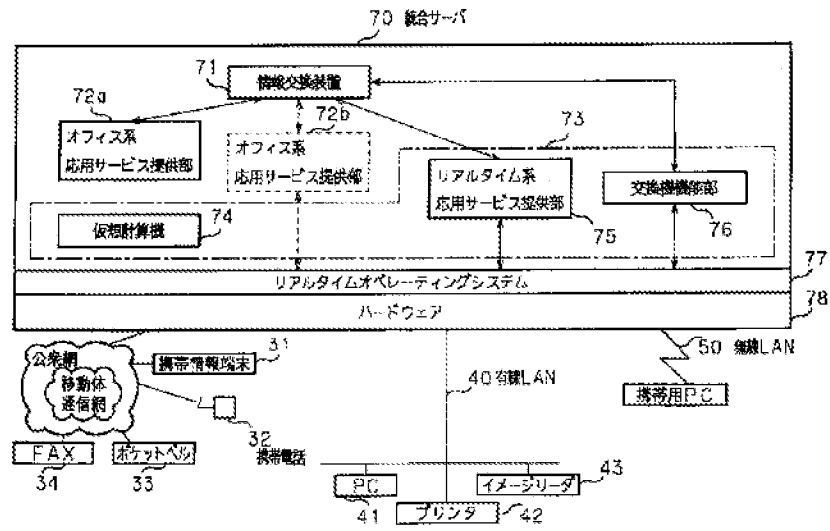 70 統合サーバ
71
情報交換装置
72a
オフィス系
応用サービス提供部
72b
オフィス系
応用サービス提供部
73
リアルタイム系
応用サービス提供部
75
交換機機能部
76
仮想計算機
74
リアルタイムオペレーティングシステム
77
ハードウェア
78
公衆網
移動体
通信網
携帯情報端末
31
32
携帯電話
FAX
34
ポケットベル
33
40 有線LAN
50 無線LAN
携帯用PC
PC
41
プリンタ
42
イメージリーダ
43